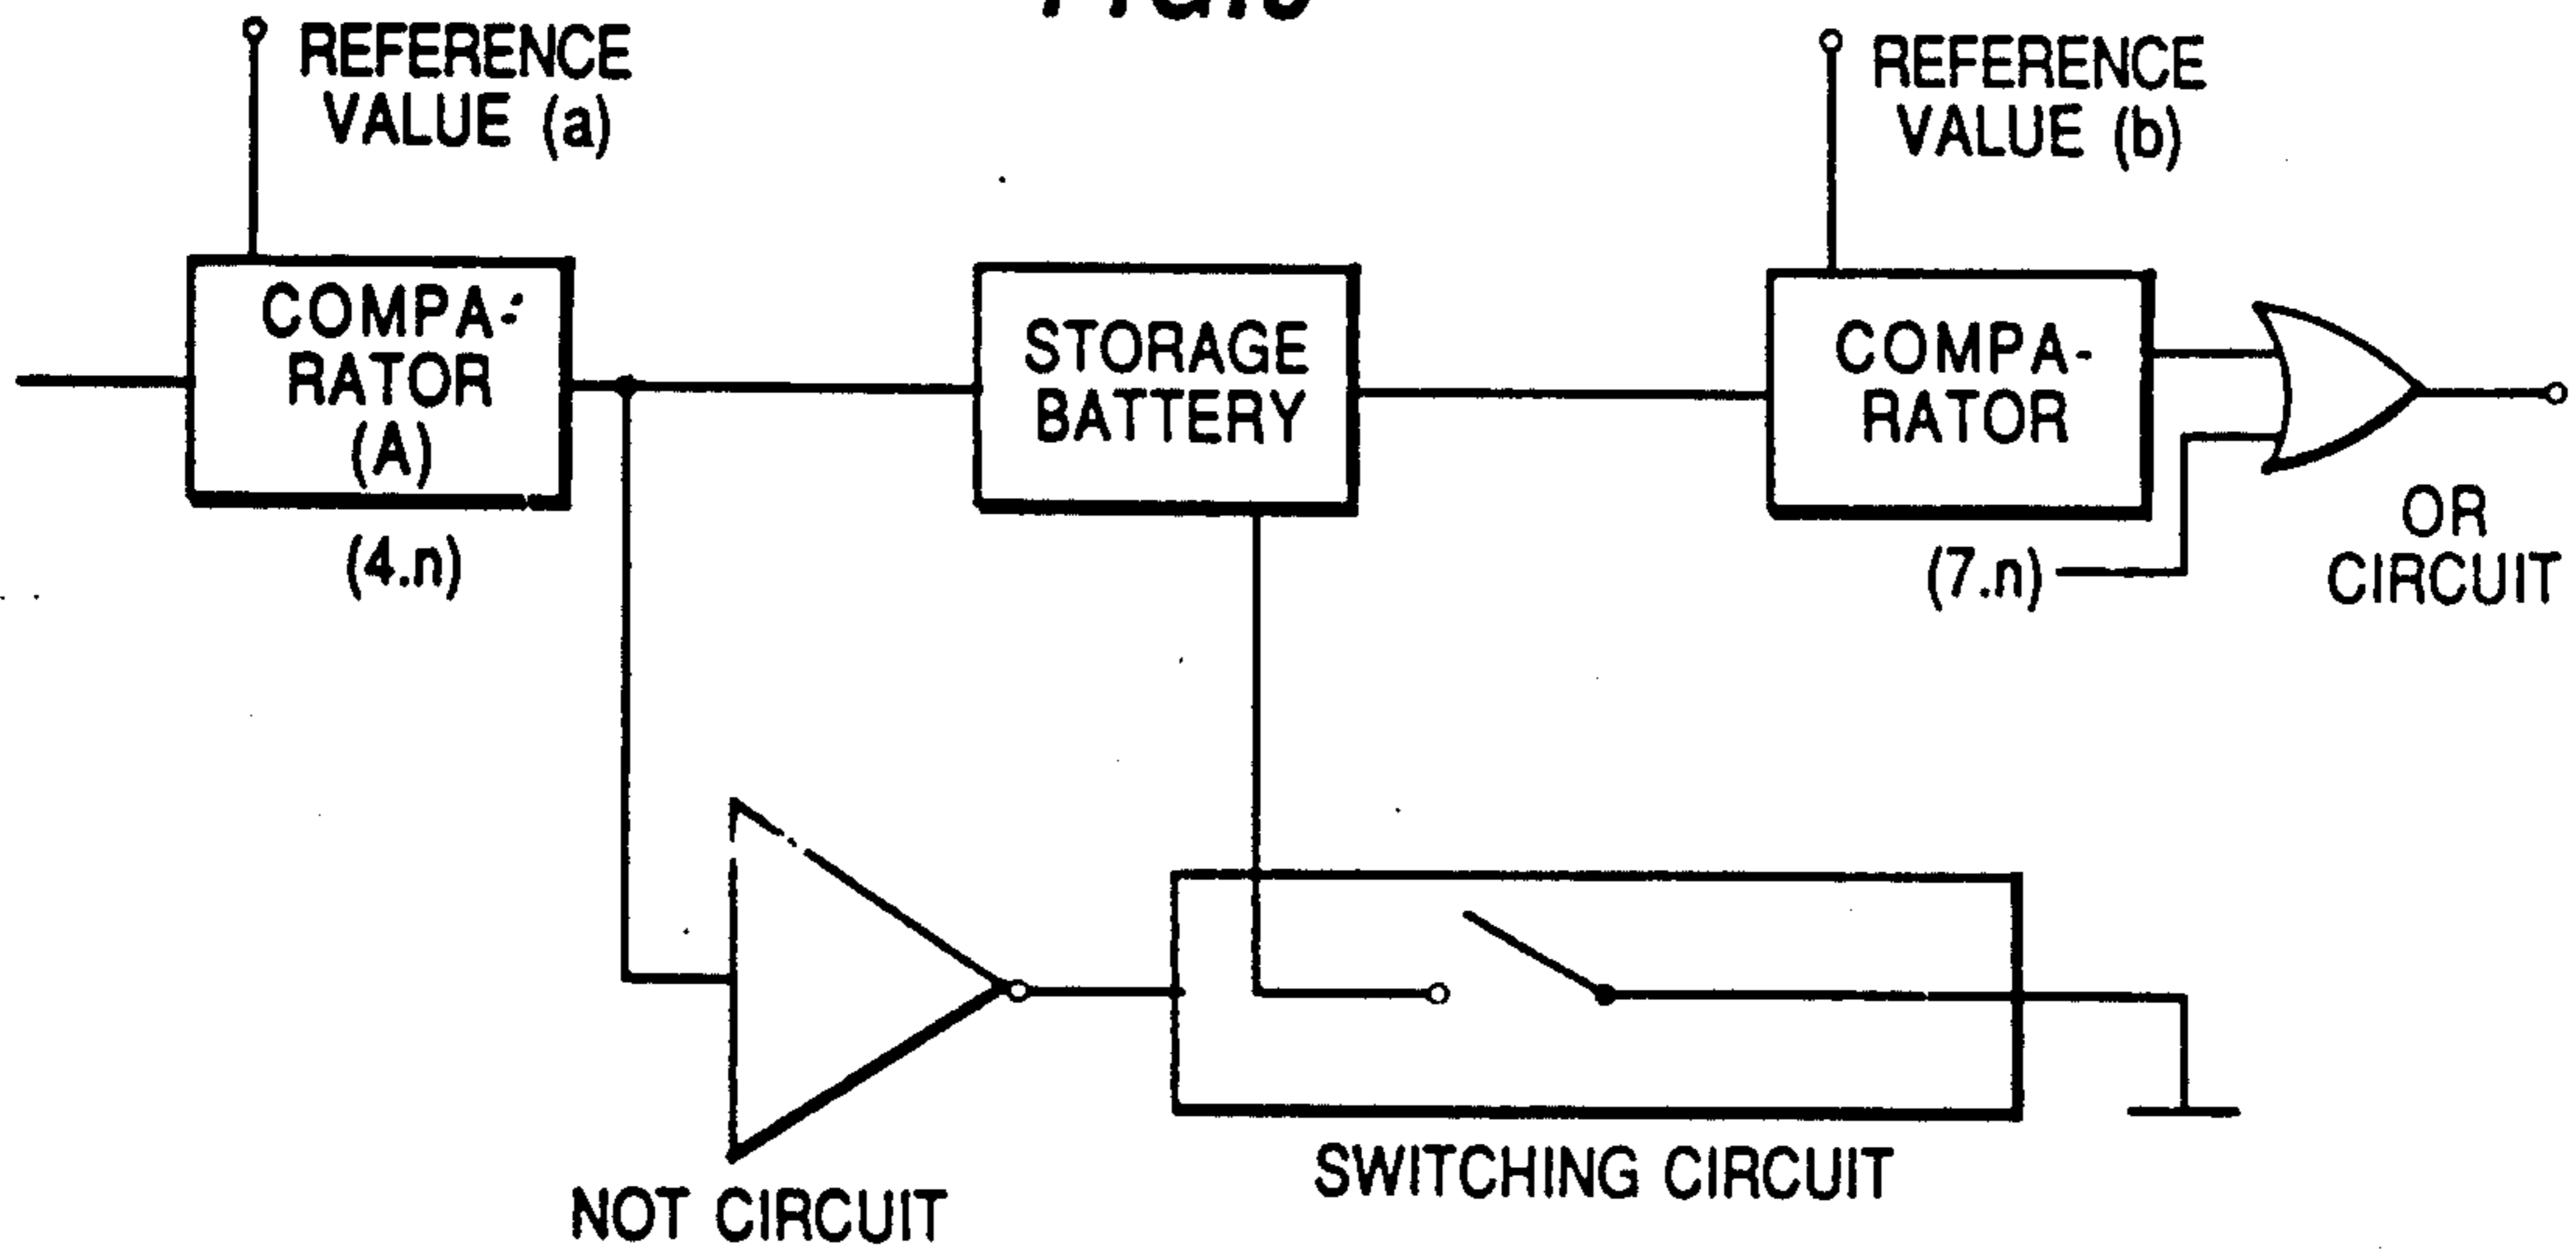 REFERENCE
VALUE (a)
REFERENCE
VALUE (b)
COMPA-
RATOR
(A)
STORAGE
BATTERY
COMPA-
RATOR
(4.n)
(7.n)
OR
CIRCUIT
NOT CIRCUIT
SWITCHING CIRCUIT